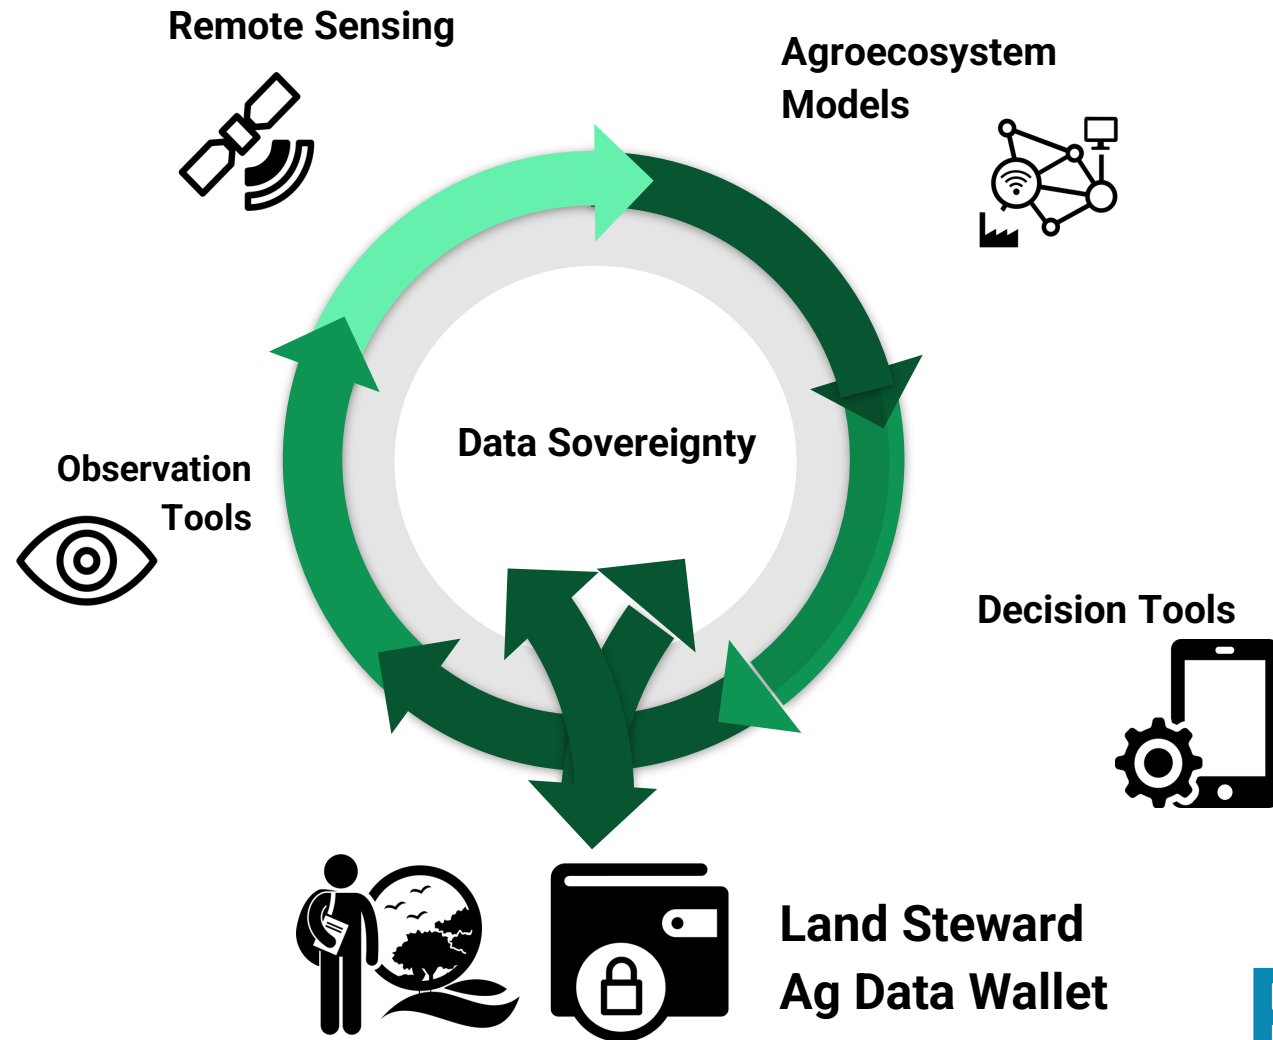 Remote Sensing
Agroecosystem
Models
Data Sovereignty
Observation
Tools
Decision Tools
Land Steward
Ag Data Wallet